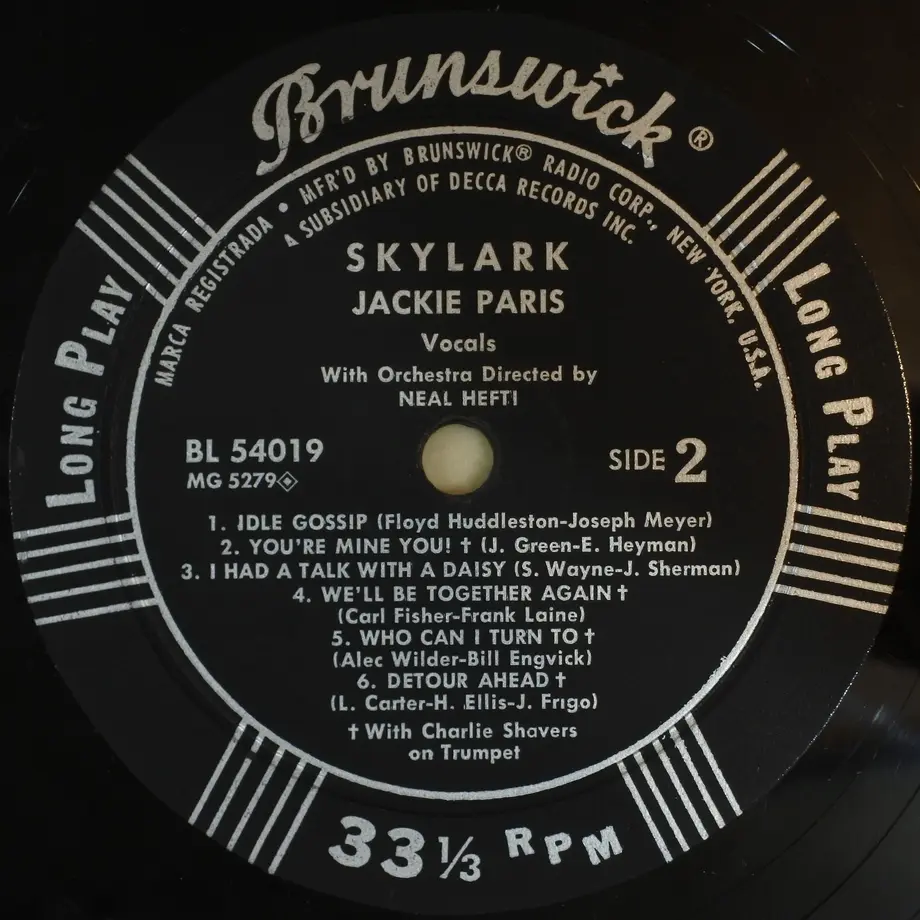 Brunswick®
MARCA REGISTRADA • MFR'D BY BRUNSWICK® RADIO CORP., NEW YORK, U.S.A.
A SUBSIDIARY OF DECCA RECORDS INC.
SKYLARK
JACKIE PARIS
Vocals
With Orchestra Directed by
NEAL HEFTI
LONG PLAY
LONG PLAY
BL 54019
MG 5279
SIDE 2
1. IDLE GOSSIP (Floyd Huddleston-Joseph Meyer)
2. YOU'RE MINE YOU! † (J. Green-E. Heyman)
3. I HAD A TALK WITH A DAISY (S. Wayne-J. Sherman)
4. WE'LL BE TOGETHER AGAIN †
(Carl Fisher-Frank Laine)
5. WHO CAN I TURN TO †
(Alec Wilder-Bill Engvick)
6. DETOUR AHEAD †
(L. Carter-H. Ellis-J. Frigo)
† With Charlie Shavers
on Trumpet
33⅓ RPM